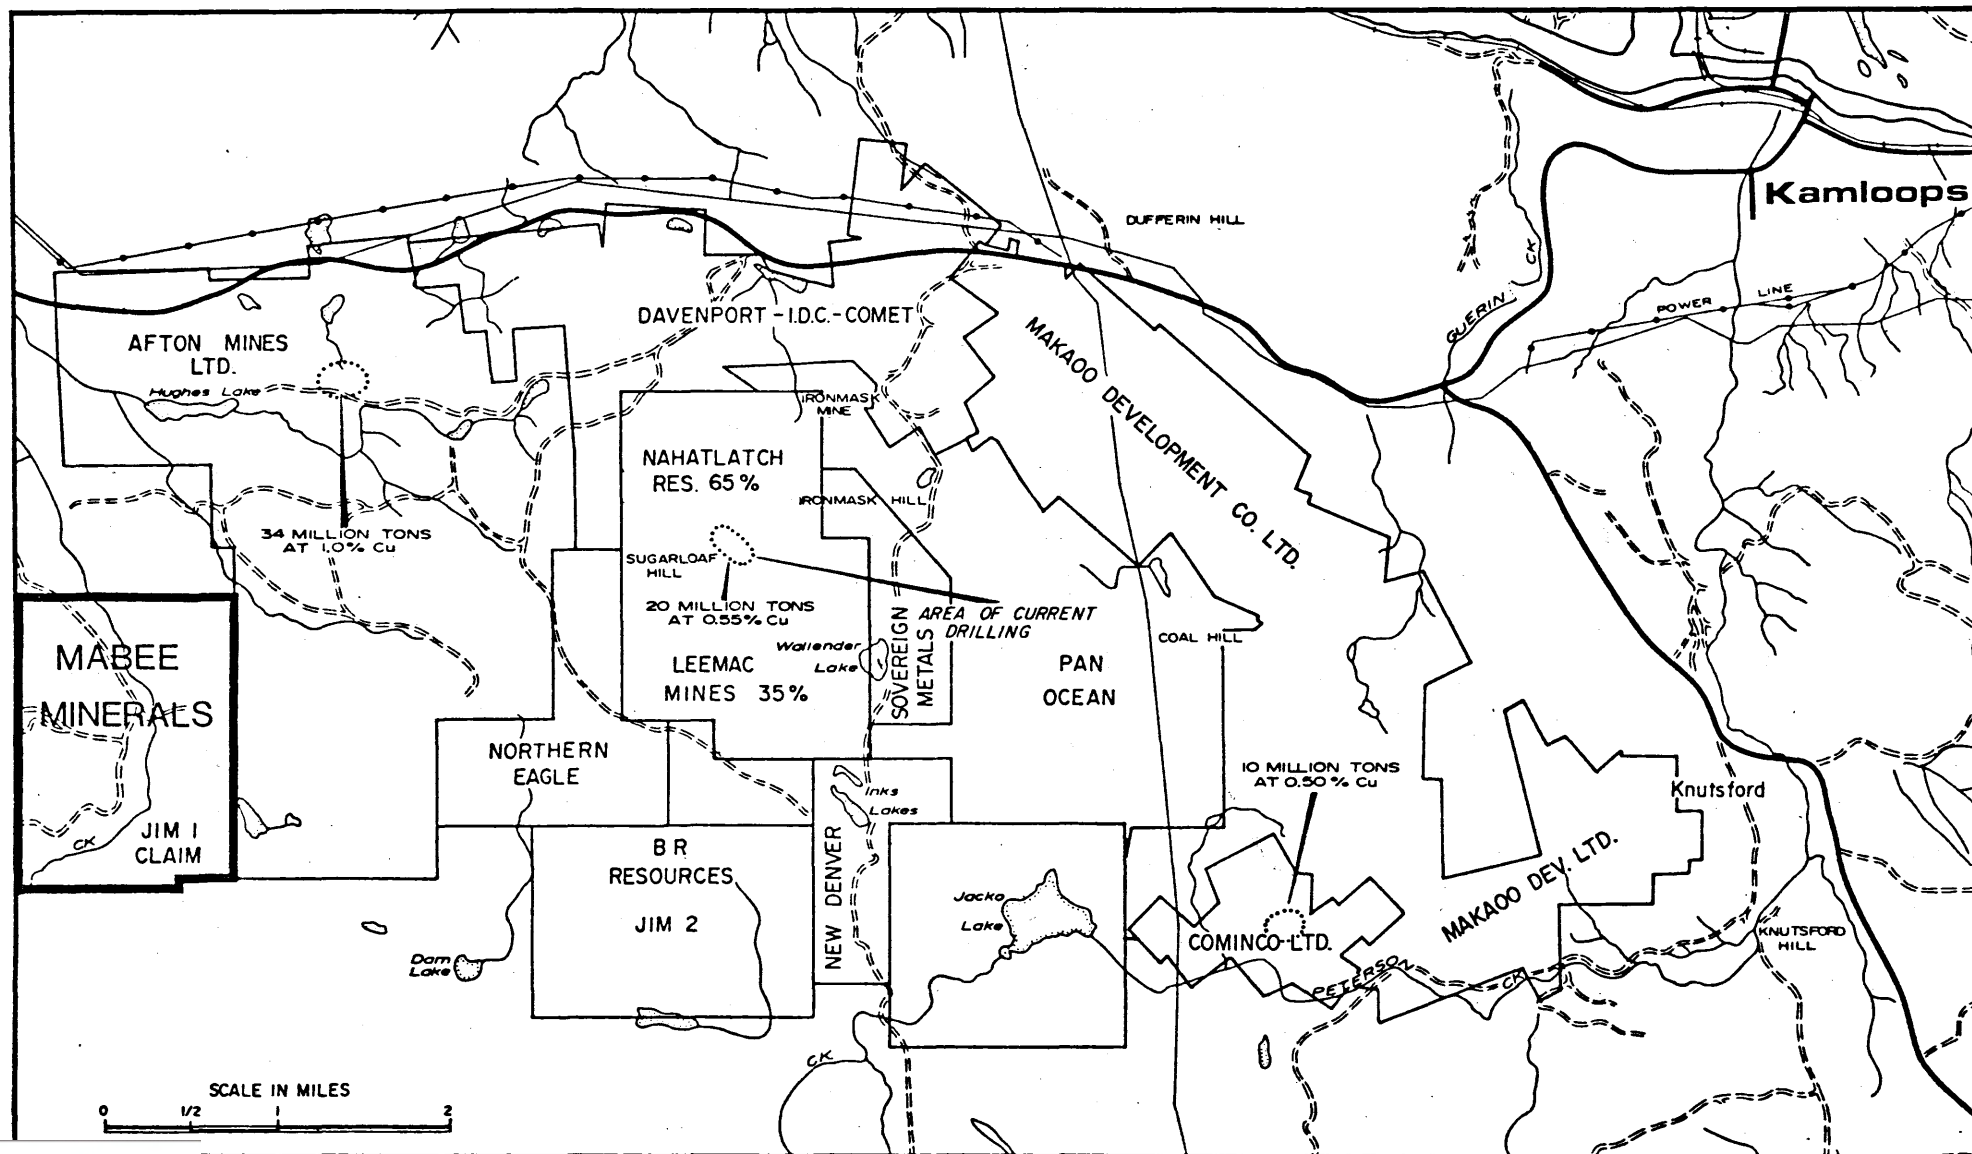 Kamloops
DUFFERIN HILL
GUERIN
CK
POWER
LINE
DAVENPORT - I.D.C. - COMET
AFTON MINES
LTD.
Hughes Lake
MAKAOO DEVELOPMENT CO. LTD.
IRONMASK
MINE
NAHATLATCH
RES. 65%
IRONMASK HILL
34 MILLION TONS
AT 1.0% Cu
SUGARLOAF
HILL
20 MILLION TONS
AT 0.55% Cu
AREA OF CURRENT
DRILLING
SOVEREIGN
METALS
Wallender
Lake
COAL HILL
LEEMAC
MINES 35%
PAN
OCEAN
MABEE
MINERALS
JIM 1
CLAIM
CK
NORTHERN
EAGLE
Inks
Lakes
10 MILLION TONS
AT 0.50% Cu
Knutsford
B R
RESOURCES
JIM 2
NEW DENVER
Jacko
Lake
COMINCO LTD.
MAKAOO DEV. LTD.
KNUTSFORD
HILL
Dam
Lake
PETERSON
CK
CK
SCALE IN MILES
0 1/2 1 2